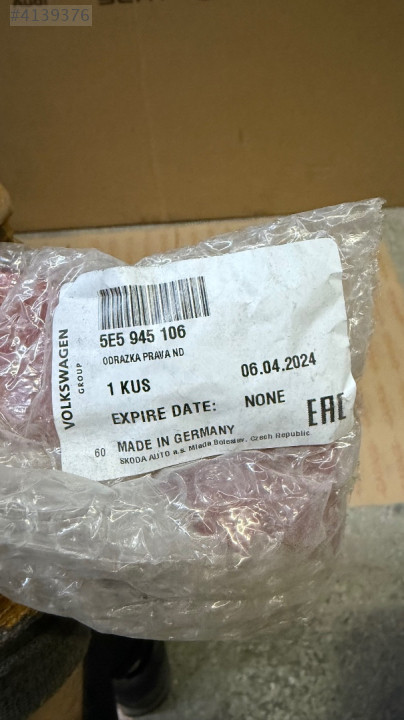 #4139376
5E5 945 106
ODRAZKA PRAVA ND
1 KUS
06.04.2024
EXPIRE DATE: NONE
60 MADE IN GERMANY
SKODA AUTO a.s. Mlada Boleslav, Czech Republic
VOLKSWAGEN
GROUP
EAC